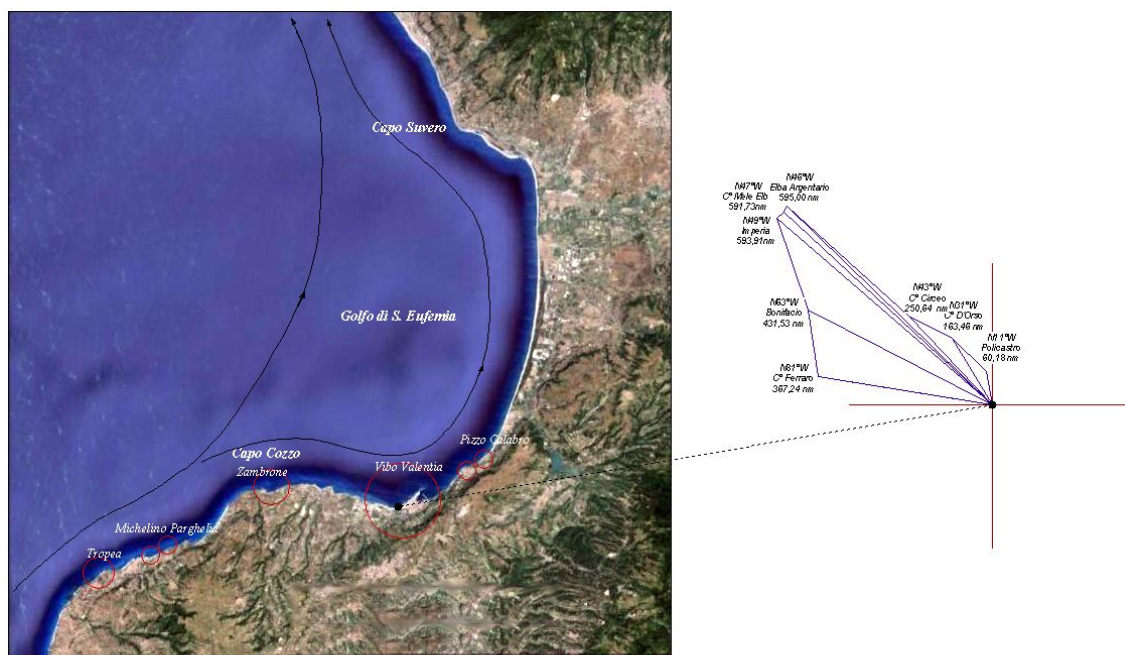 Capo Suvero
Golfo di S. Eufemia
Capo Cozzo
Zambrone
Vibo Valentia
Pizzo Calabro
Michelino Parghelia
Tropea
N46°W
Elba Argentario
595,00nm
N47°W
C° Mele Elb
591,73nm
N49°W
Imperia
593,91nm
N43°W
C° Circeo
250,64 nm
N31°W
C° D'Orso
163,46 nm
N11°W
Policastro
60,18 nm
N63°W
Bonifacio
431,53 nm
N81°W
C° Ferraro
367,24 nm